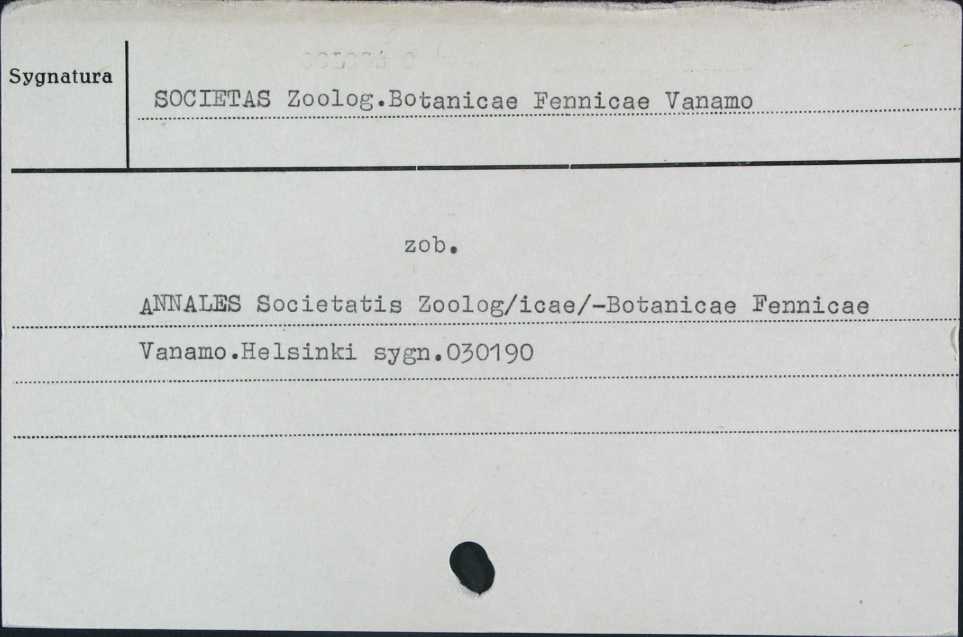 Sygnatura
SOCIETAS Zoolog.Botanicae Fennicae Vanamo
zob.
ANNALES Societatis Zoolog/icae/-Botanicae Fennicae
Vanamo.Helsinki sygn.030190